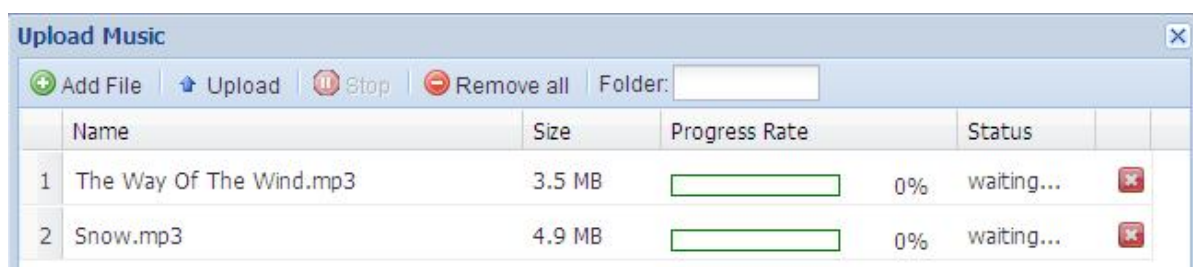 Upload Music
Add File Upload Stop Remove all Folder:
Name Size Progress Rate Status
1 The Way Of The Wind.mp3 3.5 MB 0% waiting...
2 Snow.mp3 4.9 MB 0% waiting...